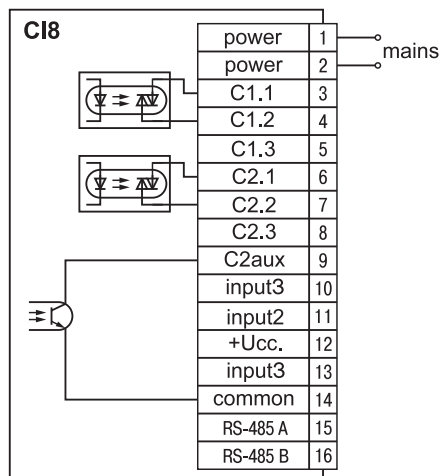 CI8
power 1
mains
power 2
C1.1 3
C1.2 4
C1.3 5
C2.1 6
C2.2 7
C2.3 8
C2aux 9
input3 10
input2 11
+Ucc. 12
input3 13
common 14
RS-485 A 15
RS-485 B 16